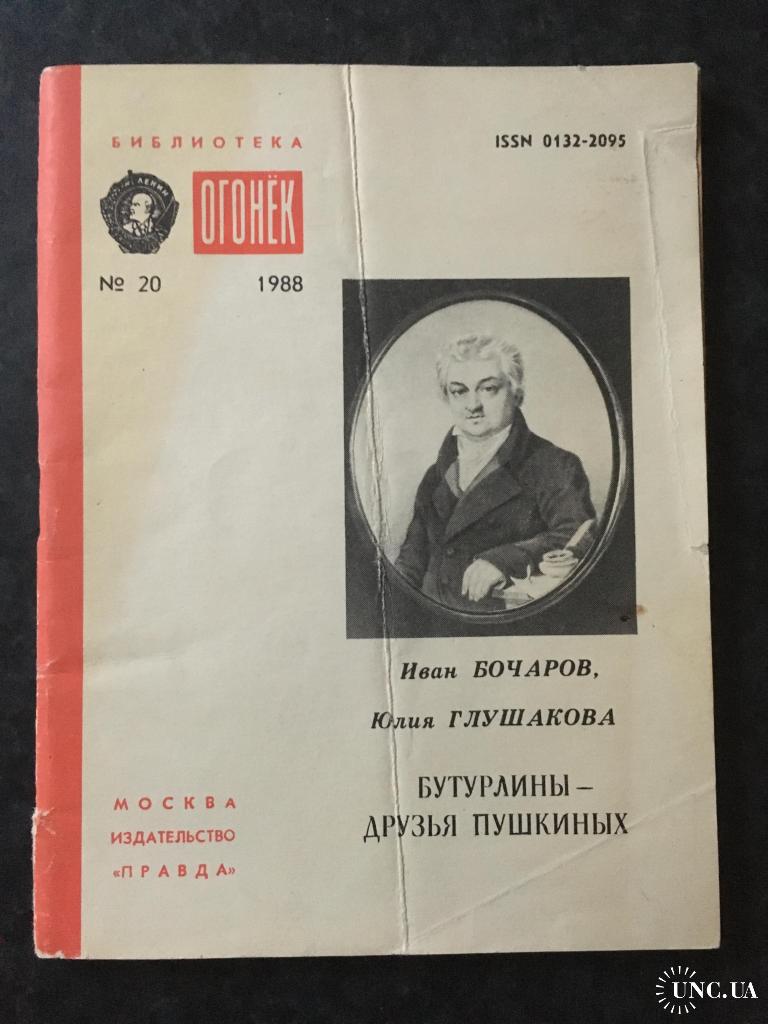 БИБЛИОТЕКА
ЛЕНИН
ОГОНЁК
№ 20 1988
ISSN 0132-2095
Иван БОЧАРОВ,
Юлия ГЛУШАКОВА
БУТУРЛИНЫ –
ДРУЗЬЯ ПУШКИНЫХ
МОСКВА
ИЗДАТЕЛЬСТВО
«ПРАВДА»
UNC.UA